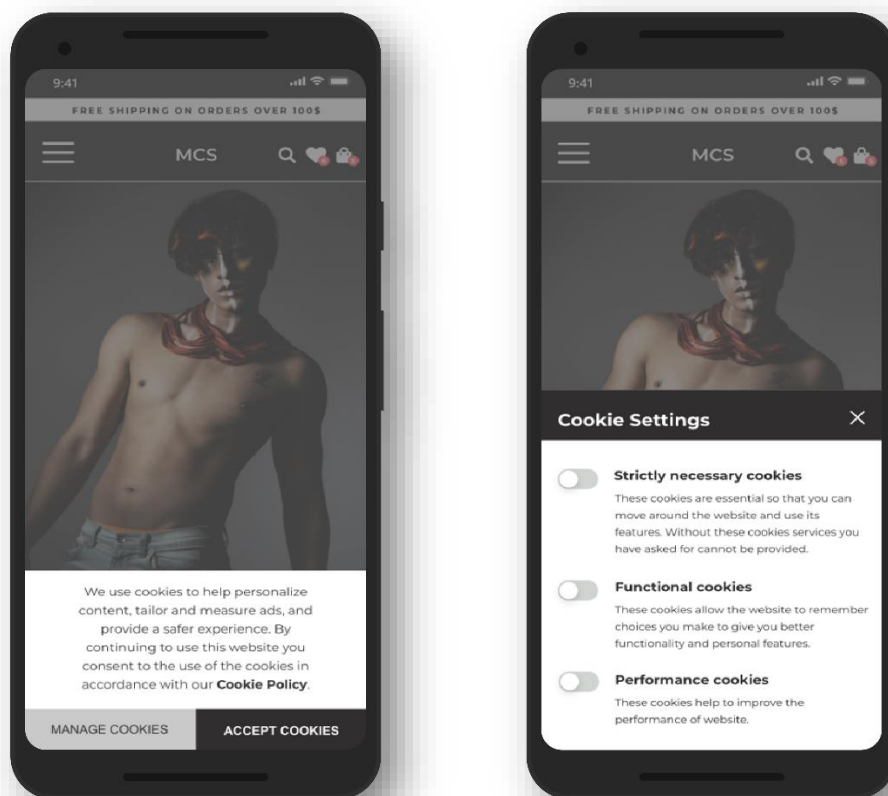 9:41
FREE SHIPPING ON ORDERS OVER 100$
MCS
We use cookies to help personalize
content, tailor and measure ads, and
provide a safer experience. By
continuing to use this website you
consent to the use of the cookies in
accordance with our Cookie Policy.
MANAGE COOKIES
ACCEPT COOKIES
9:41
FREE SHIPPING ON ORDERS OVER 100$
MCS
Cookie Settings
Strictly necessary cookies
These cookies are essential so that you can
move around the website and use its
features. Without these cookies services you
have asked for cannot be provided.
Functional cookies
These cookies allow the website to remember
choices you make to give you better
functionality and personal features.
Performance cookies
These cookies help to improve the
performance of website.